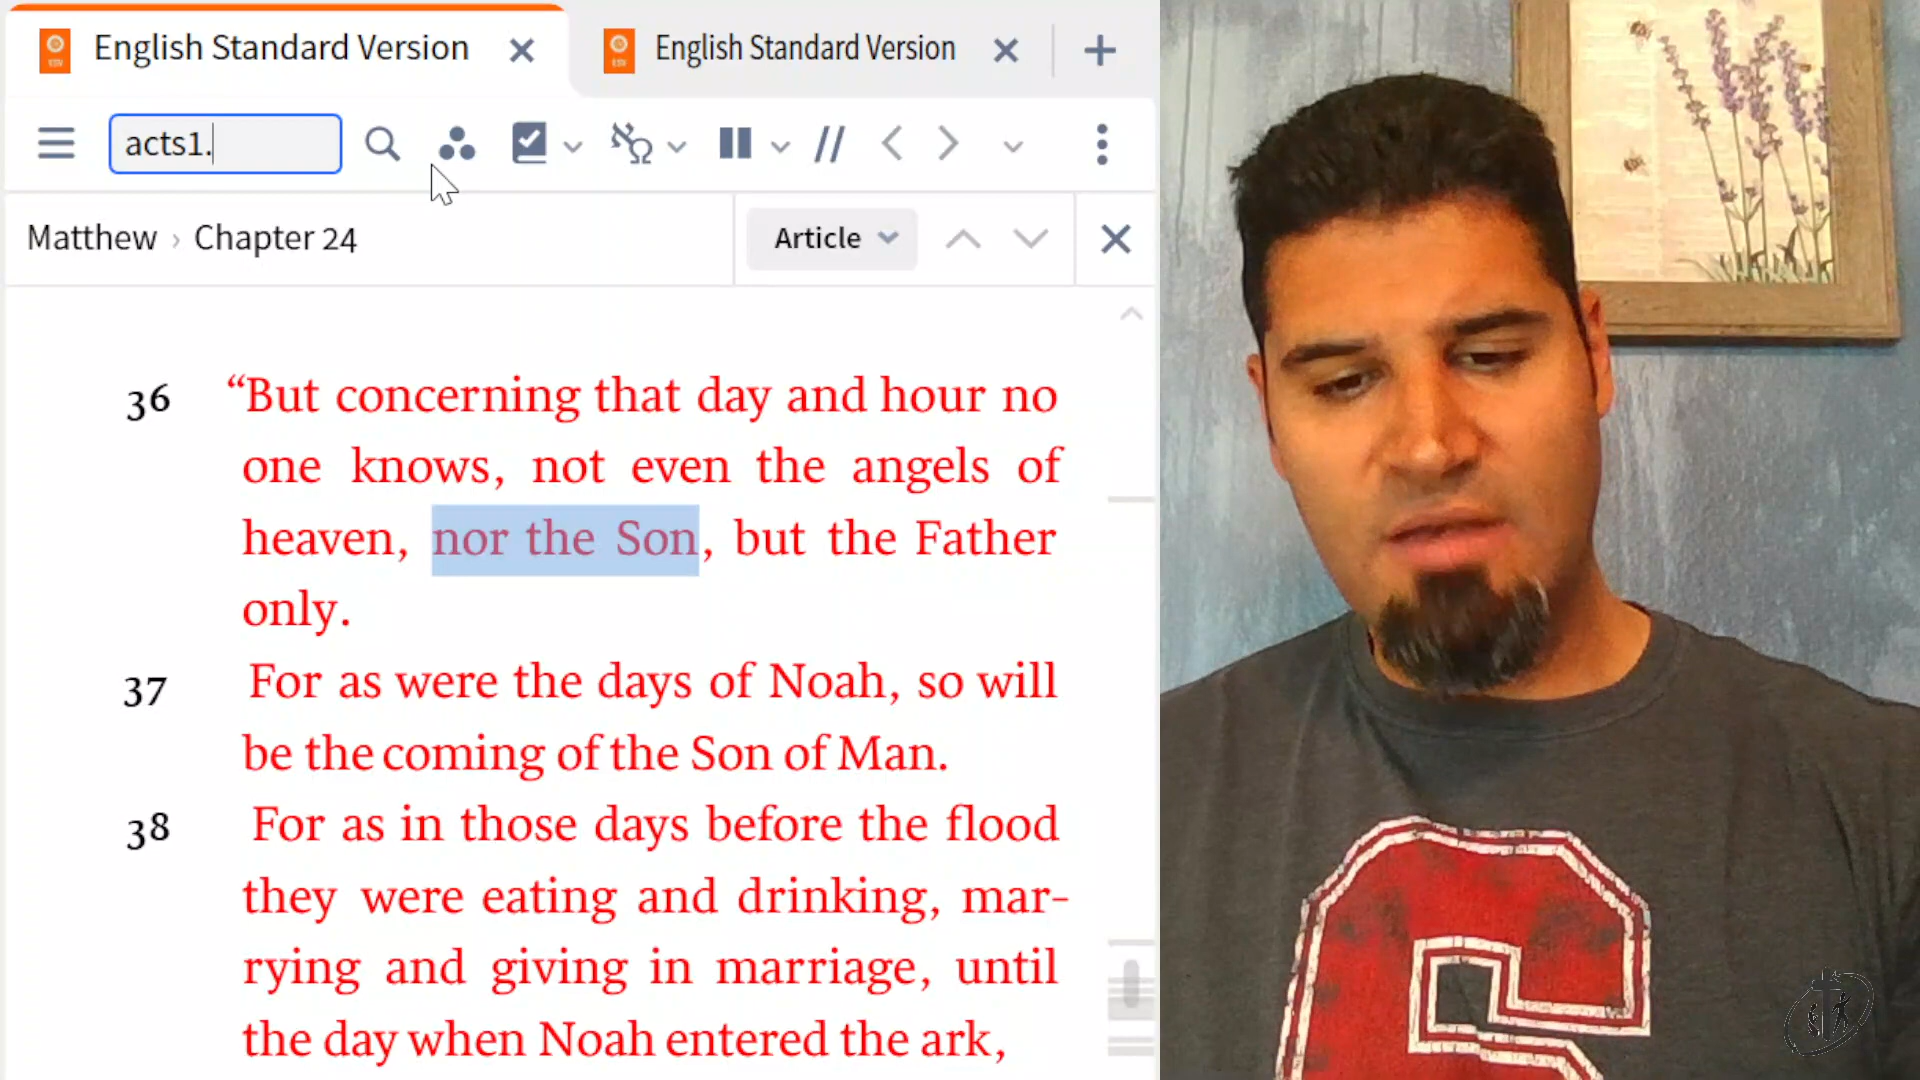 English Standard Version
English Standard Version
acts1.
Matthew › Chapter 24
Article
36 “But concerning that day and hour no
one knows, not even the angels of
heaven, nor the Son, but the Father
only.
37 For as were the days of Noah, so will
be the coming of the Son of Man.
38 For as in those days before the flood
they were eating and drinking, mar-
rying and giving in marriage, until
the day when Noah entered the ark,